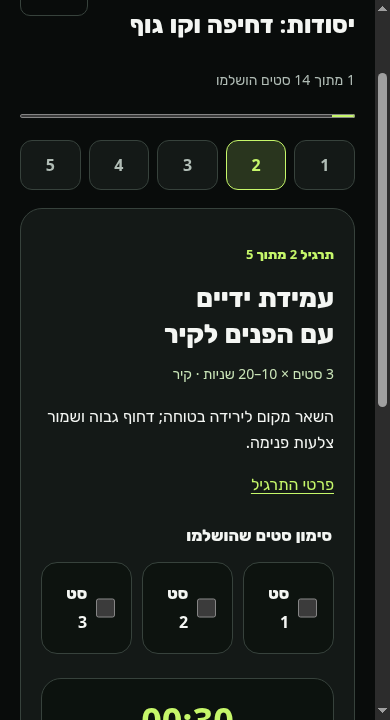 יסודות: דחיפה וקו גוף
1 מתוך 14 סטים הושלמו
1
2
3
4
5
תרגיל 2 מתוך 5
עמידת ידיים
עם הפנים לקיר
3 סטים × 10–20 שניות · קיר
השאר מקום לירידה בטוחה; דחוף גבוה ושמור
צלעות פנימה.
פרטי התרגיל
סימון סטים שהושלמו
סט
1
סט
2
סט
3
00:30